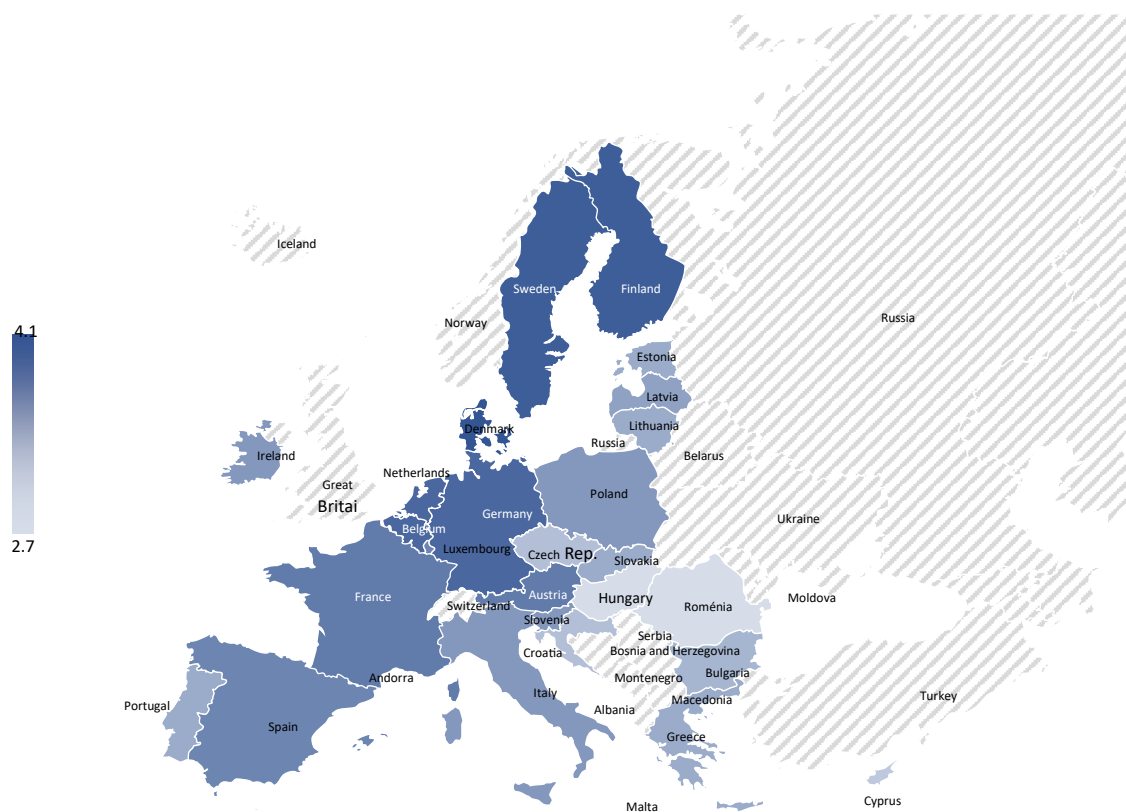 Iceland
Sweden
Finland
Norway
Russia
4.1
Estonia
Latvia
Lithuania
Denmark
Russia
Ireland
Belarus
Netherlands
Great
Britai
Poland
Germany
Ukraine
Belgium
2.7
Luxembourg
Czech Rep.
Slovakia
France
Austria
Hungary
Moldova
Switzerland
Roménia
Slovenia
Serbia
Croatia
Bosnia and Herzegovina
Andorra
Montenegro
Bulgaria
Italy
Macedonia
Turkey
Portugal
Albania
Spain
Greece
Cyprus
Malta